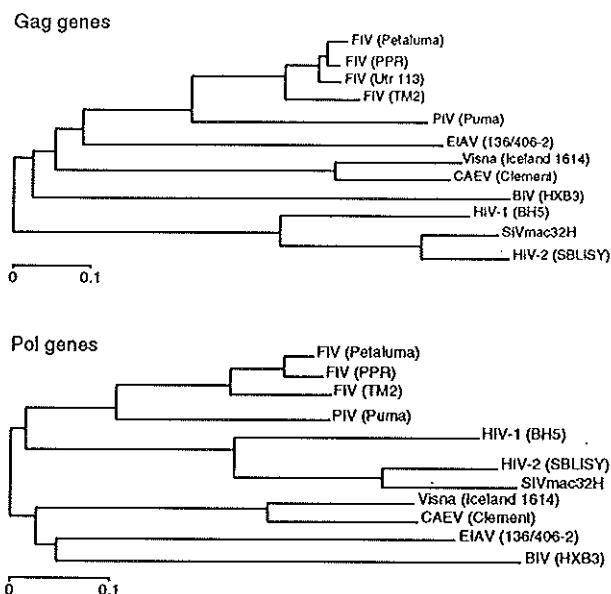 Gag genes
FIV (Petaluma)
FIV (PPR)
FIV (Utr 113)
FIV (TM2)
PIV (Puma)
EIAV (136/406-2)
Visna (Iceland 1614)
CAEV (Clement)
BIV (HXB3)
HIV-1 (BH5)
SIVmac32H
HIV-2 (SBLISY)
0 0.1
Pol genes
FIV (Petaluma)
FIV (PPR)
FIV (TM2)
PIV (Puma)
HIV-1 (BH5)
HIV-2 (SBLISY)
SIVmac32H
Visna (Iceland 1614)
CAEV (Clement)
EIAV (136/406-2)
BIV (HXB3)
0 0.1